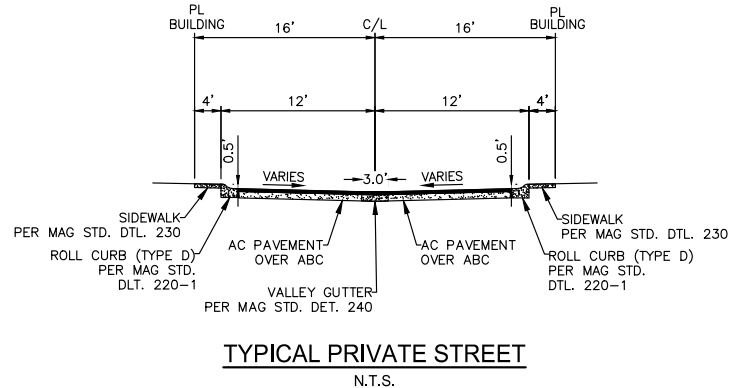 PL
BUILDING
C/L
PL
BUILDING
16'
16'
4'
12'
12'
4'
0.5'
0.5'
VARIES
3.0'
VARIES
SIDEWALK
PER MAG STD. DTL. 230
ROLL CURB (TYPE D)
PER MAG STD.
DLT. 220-1
AC PAVEMENT
OVER ABC
VALLEY GUTTER
PER MAG STD. DET. 240
AC PAVEMENT
OVER ABC
SIDEWALK
PER MAG STD. DTL. 230
ROLL CURB (TYPE D)
PER MAG STD.
DTL. 220-1
TYPICAL PRIVATE STREET
N.T.S.